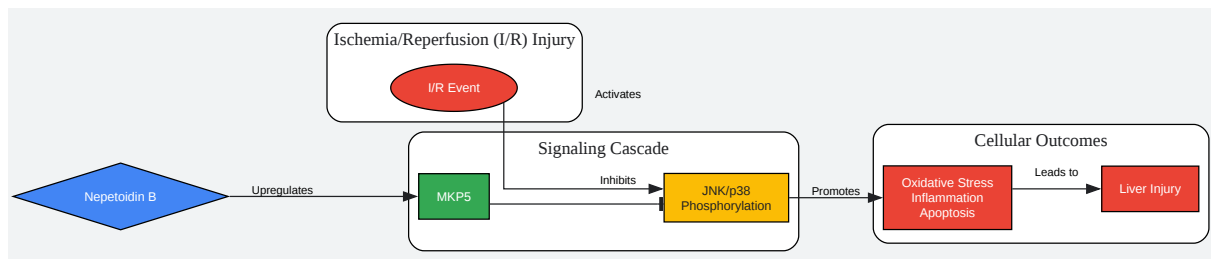 Ischemia/Reperfusion (I/R) Injury
I/R Event
Activates
Signaling Cascade
Cellular Outcomes
Nepetoidin B
Upregulates
MKP5
Inhibits
JNK/p38
Phosphorylation
Promotes
Oxidative Stress
Inflammation
Apoptosis
Leads to
Liver Injury